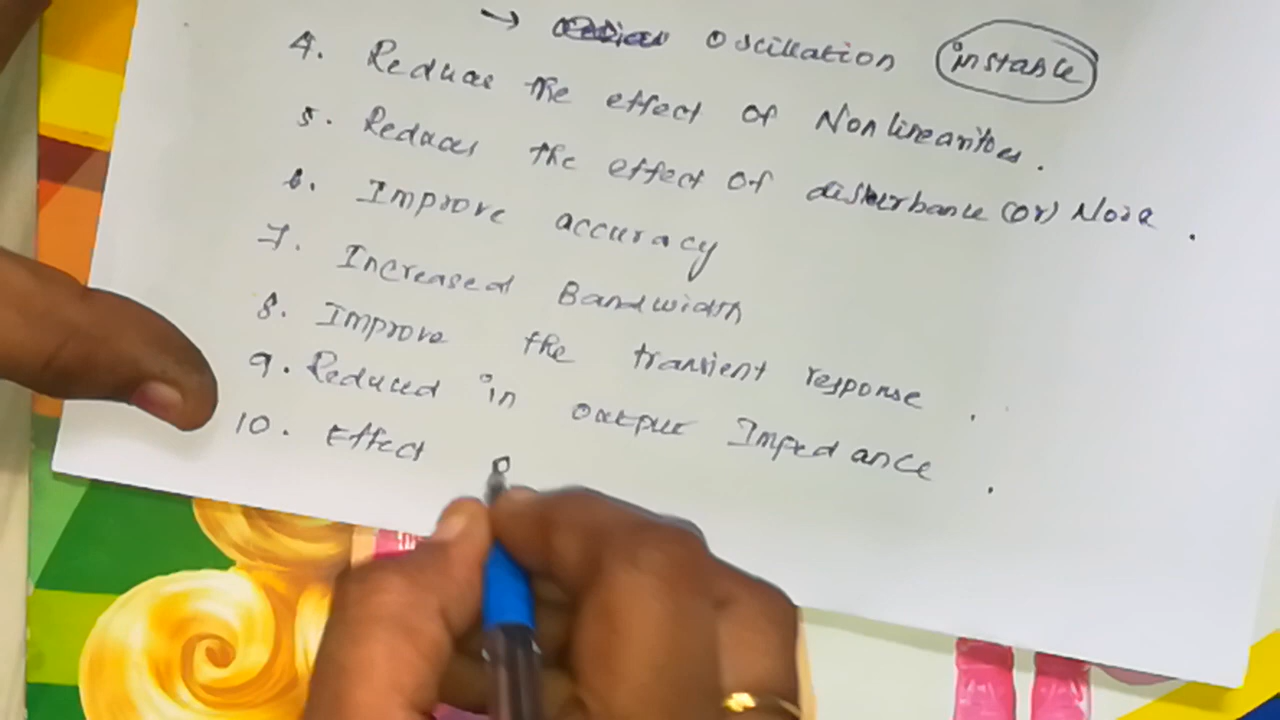 → Oscillation instable
4. Reduces the effect of Nonlinearities.
5. Reduces the effect of disturbance (or) Noise.
6. Improve accuracy
7. Increased Bandwidth
8. Improve the transient response.
9. Reduced in output Impedance.
10. Effect o